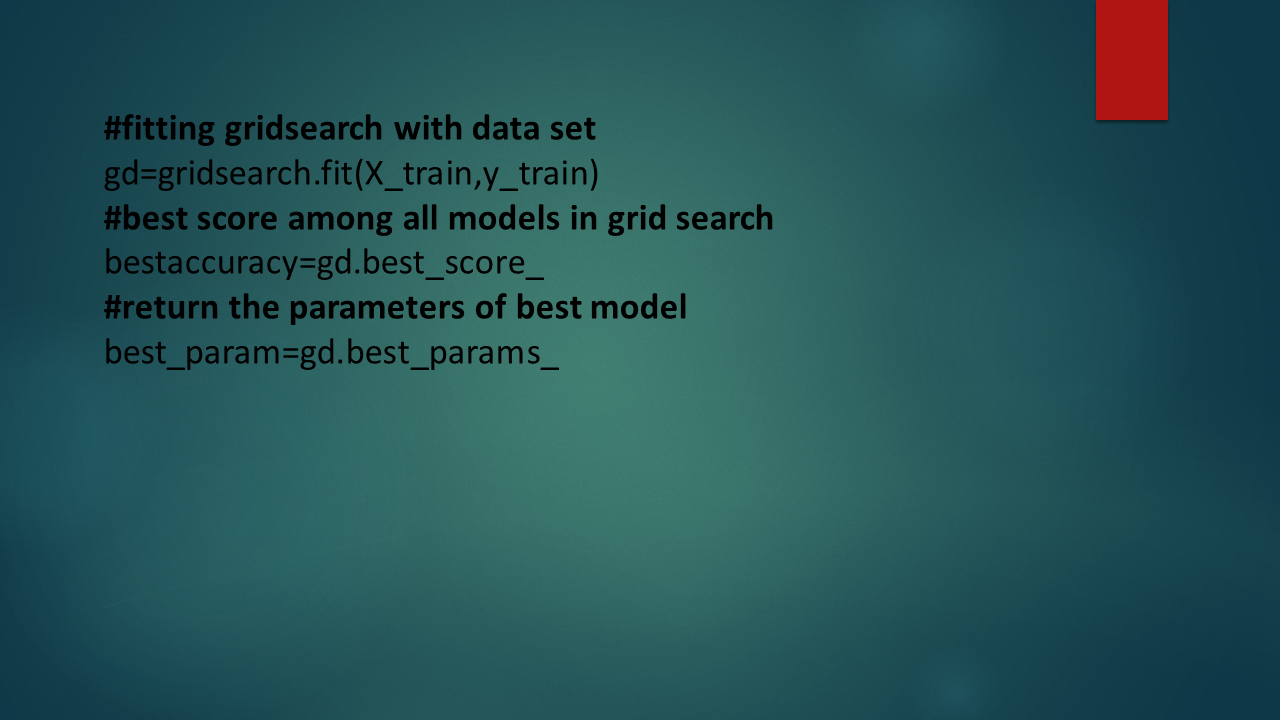 #fitting gridsearch with data set
gd=gridsearch.fit(X_train,y_train)
#best score among all models in grid search
bestaccuracy=gd.best_score_
#return the parameters of best model
best_param=gd.best_params_